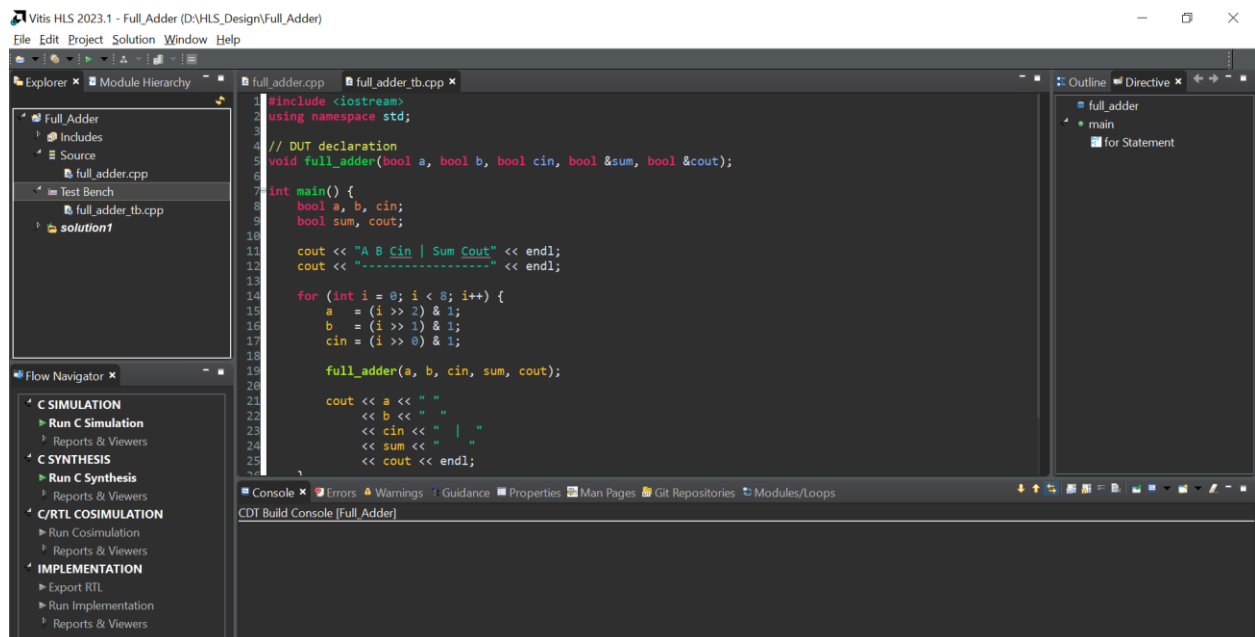 Vitis HLS 2023.1 - Full_Adder (D:\HLS_Design\Full_Adder)
File Edit Project Solution Window Help
Explorer Module Hierarchy
Full_Adder
Includes
Source
full_adder.cpp
Test Bench
full_adder_tb.cpp
solution1
Flow Navigator
C SIMULATION
Run C Simulation
Reports & Viewers
C SYNTHESIS
Run C Synthesis
Reports & Viewers
C/RTL COSIMULATION
Run Cosimulation
Reports & Viewers
IMPLEMENTATION
Export RTL
Run Implementation
Reports & Viewers
full_adder.cpp full_adder_tb.cpp
1 #include <iostream>
2 using namespace std;
3
4 // DUT declaration
5 void full_adder(bool a, bool b, bool cin, bool &sum, bool &cout);
6
7 int main() {
8     bool a, b, cin;
9     bool sum, cout;
10
11     cout << "A B Cin | Sum Cout" << endl;
12     cout << "------------------" << endl;
13
14     for (int i = 0; i < 8; i++) {
15         a   = (i >> 2) & 1;
16         b   = (i >> 1) & 1;
17         cin = (i >> 0) & 1;
18
19         full_adder(a, b, cin, sum, cout);
20
21         cout << a << " "
22              << b << "  "
23              << cin << "  |  "
24              << sum << "    "
25              << cout << endl;
26     }
Console Errors Warnings Guidance Properties Man Pages Git Repositories Modules/Loops
CDT Build Console [Full_Adder]
Outline Directive
full_adder
main
for Statement